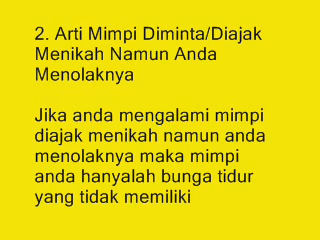 2. Arti Mimpi Diminta/Diajak
Menikah Namun Anda
Menolaknya
Jika anda mengalami mimpi
diajak menikah namun anda
menolaknya maka mimpi
anda hanyalah bunga tidur
yang tidak memiliki